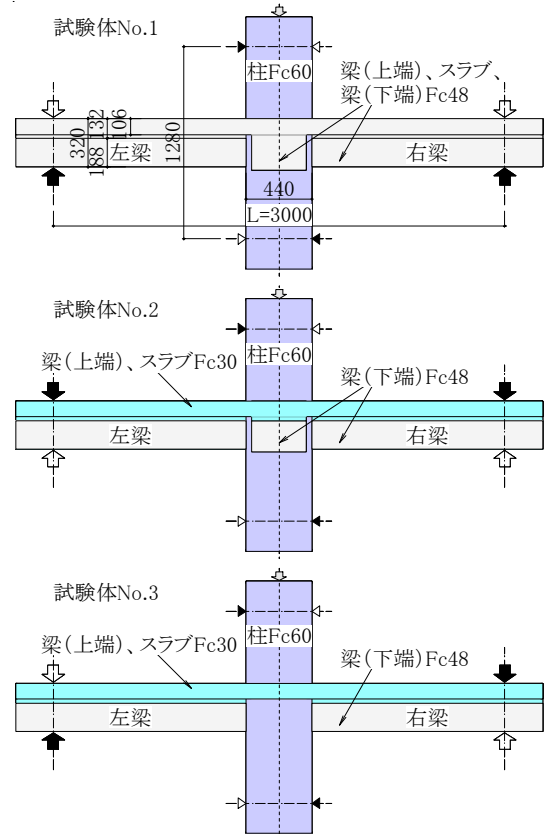 試験体No.1
柱Fc60
梁(上端)、スラブ、
梁(下端)Fc48
320
132
188
106
1280
左梁
右梁
440
L=3000
試験体No.2
柱Fc60
梁(上端)、スラブFc30
梁(下端)Fc48
左梁
右梁
試験体No.3
柱Fc60
梁(上端)、スラブFc30
梁(下端)Fc48
左梁
右梁